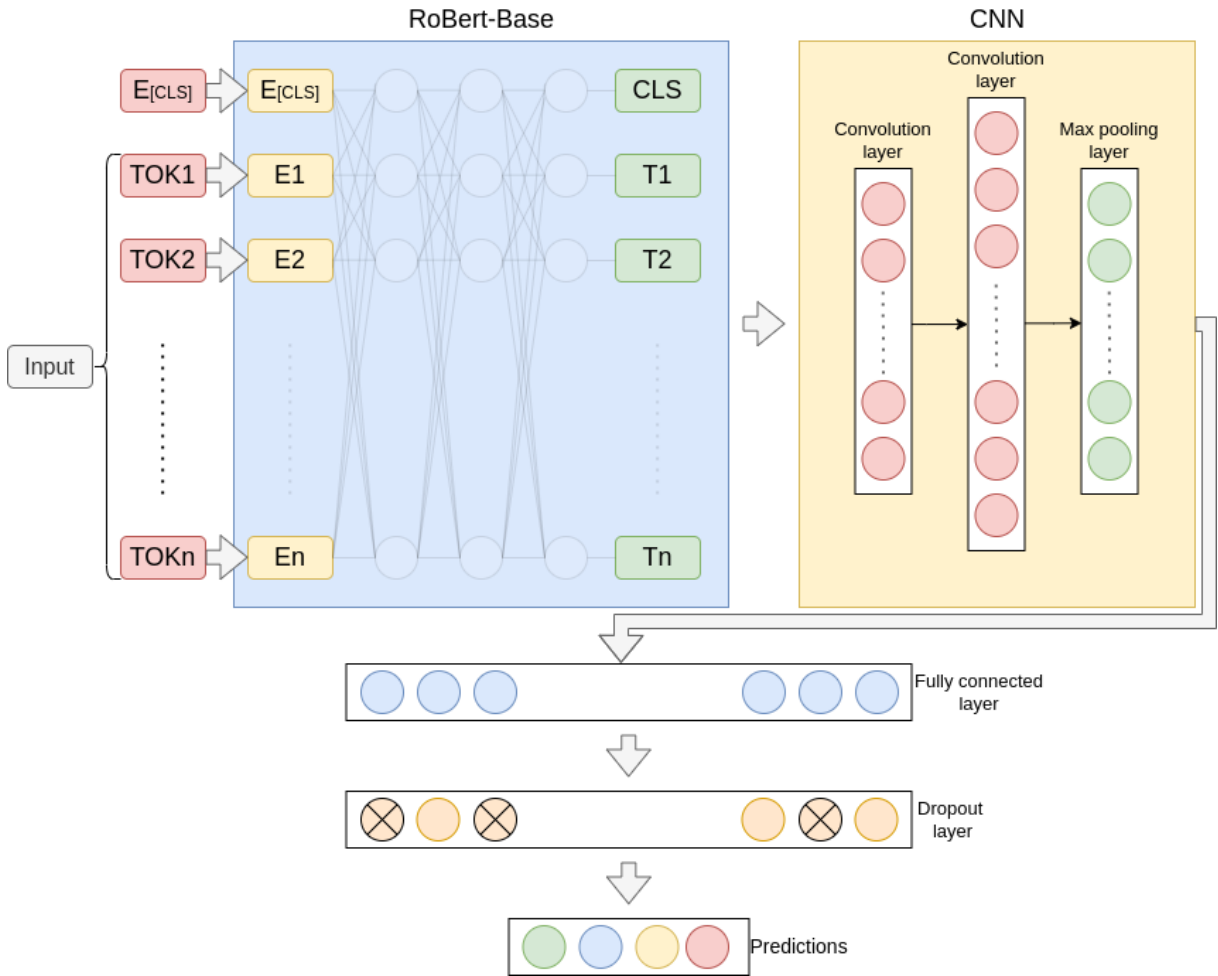 RoBert-Base
CNN
E[CLS]
E[CLS]
CLS
TOK1
E1
T1
TOK2
E2
T2
Input
TOKn
En
Tn
Convolution
layer
Convolution
layer
Max pooling
layer
Fully connected
layer
Dropout
layer
Predictions